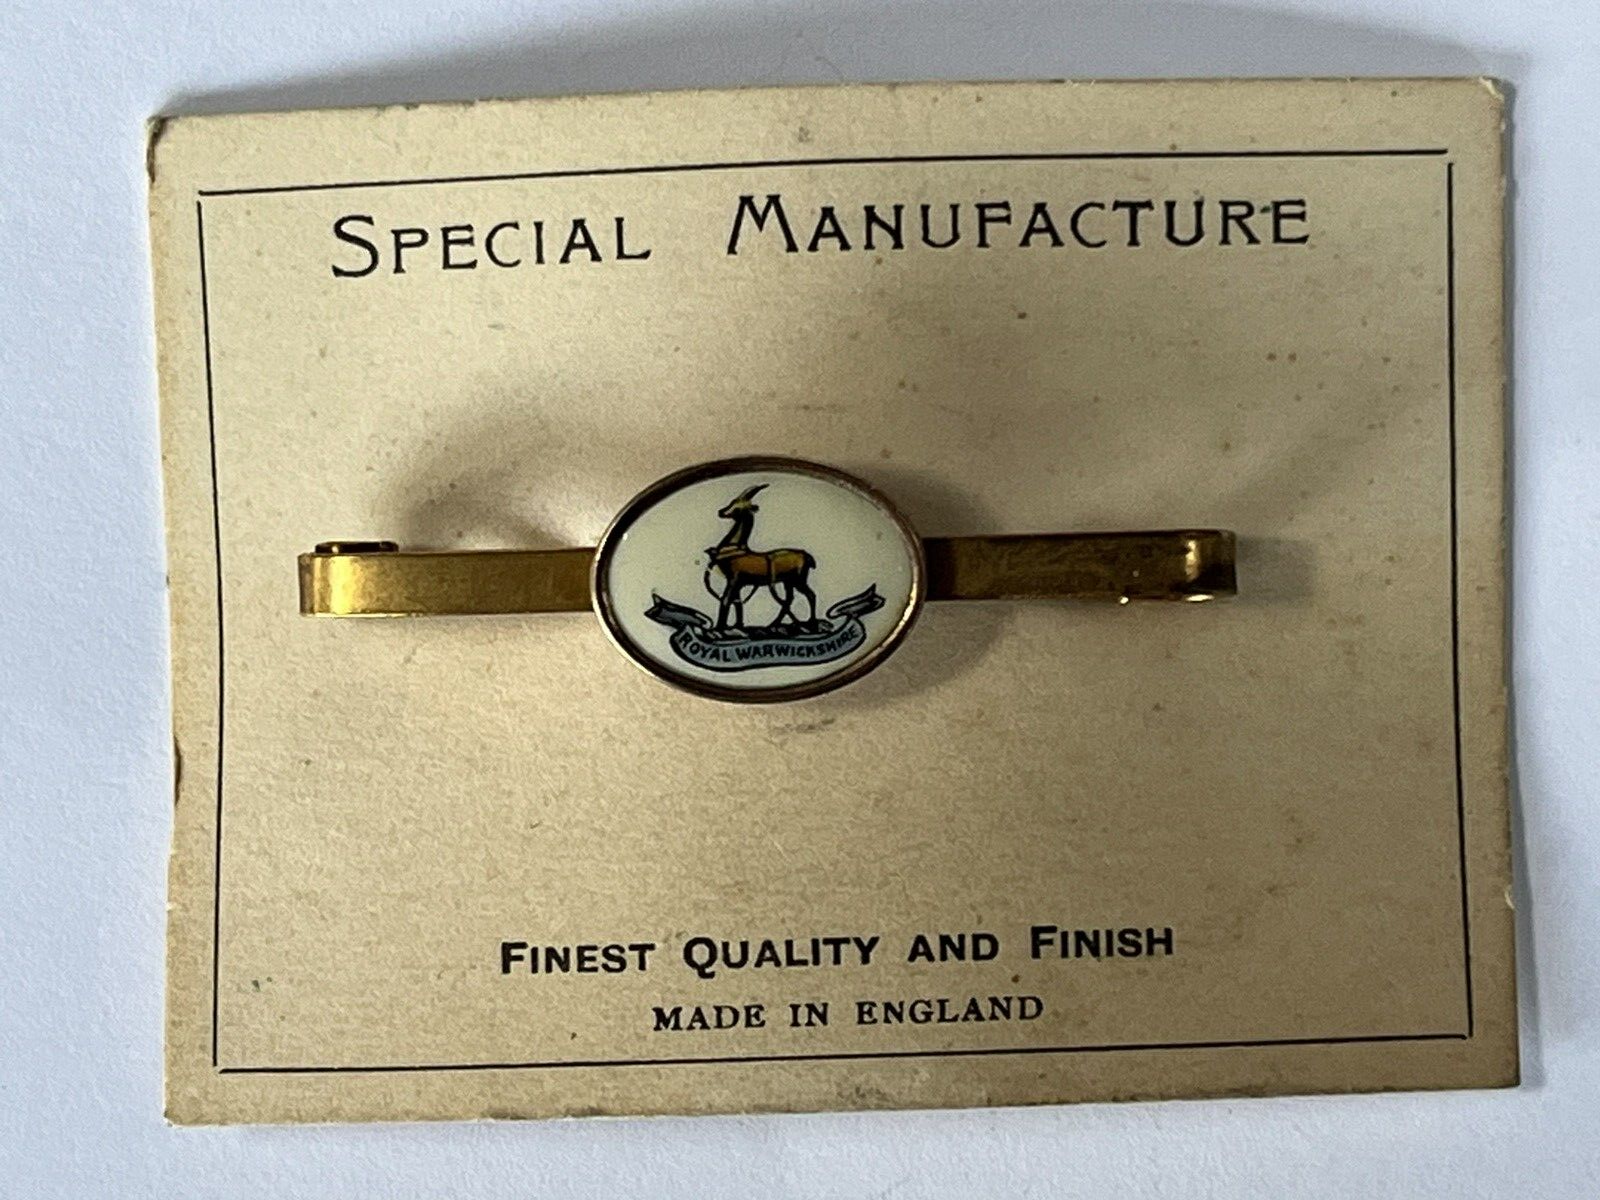 SPECIAL MANUFACTURE
ROYAL WARWICKSHIRE
FINEST QUALITY AND FINISH
MADE IN ENGLAND